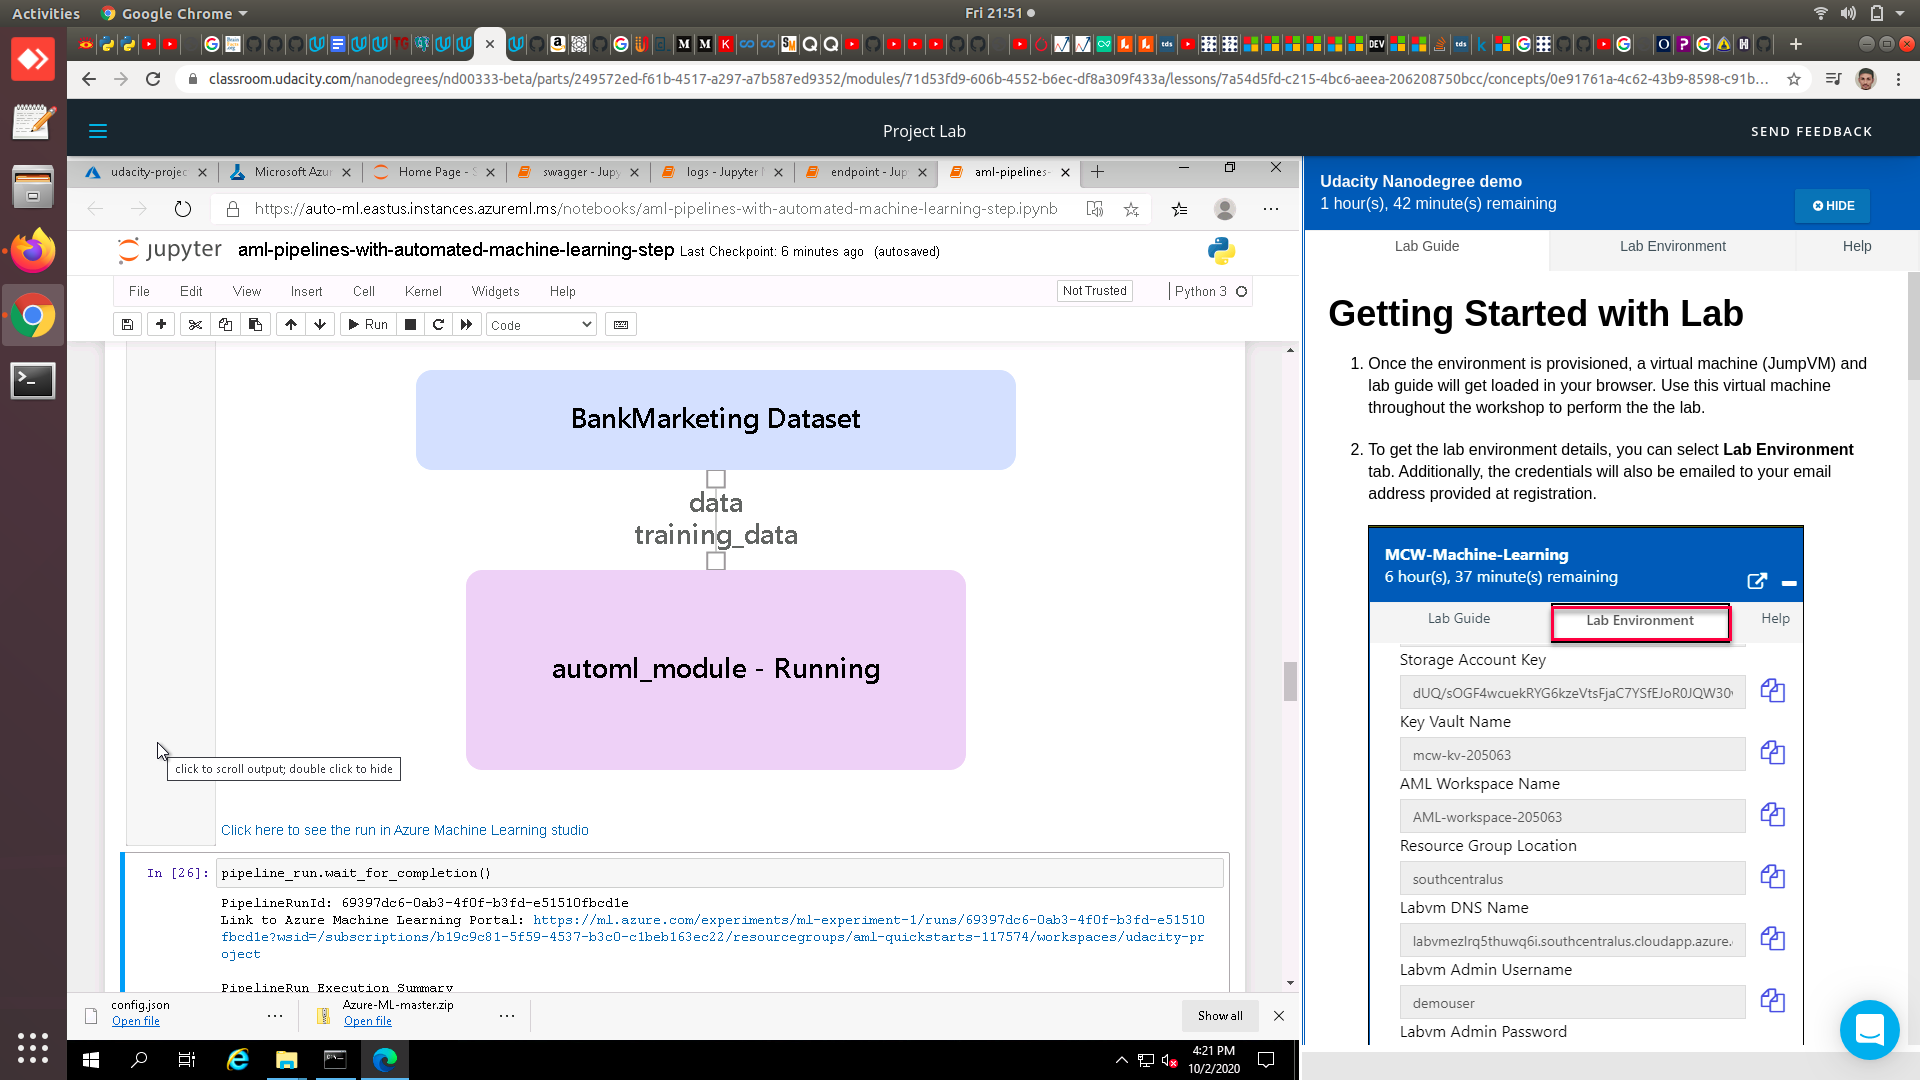 Activities
Google Chrome
Fri 21:51
classroom.udacity.com/nanodegrees/nd00333-beta/parts/249572ed-f61b-4517-a297-a7b587ed9352/modules/71d53fd9-606b-4552-b6ec-df8a309f433a/lessons/7a54d5fd-c215-4bc6-aeea-206208750bcc/concepts/0e91761a-4c62-43b9-8598-c91b...
Project Lab
SEND FEEDBACK
udacity-projec
Microsoft Azur
Home Page - S
swagger - Jupy
logs - Jupyter
endpoint - Jup
aml-pipelines-
https://auto-ml.eastus.instances.azureml.ms/notebooks/aml-pipelines-with-automated-machine-learning-step.ipynb
jupyter aml-pipelines-with-automated-machine-learning-step Last Checkpoint: 6 minutes ago (autosaved)
File Edit View Insert Cell Kernel Widgets Help
Not Trusted
Python 3
Run
Code
BankMarketing Dataset
data
training_data
automl_module - Running
click to scroll output; double click to hide
Click here to see the run in Azure Machine Learning studio
In [26]: pipeline_run.wait_for_completion()
PipelineRunId: 69397dc6-0ab3-4f0f-b3fd-e51510fbcd1e
Link to Azure Machine Learning Portal: https://ml.azure.com/experiments/ml-experiment-1/runs/69397dc6-0ab3-4f0f-b3fd-e51510
fbcd1e?wsid=/subscriptions/b19c9c81-5f59-4537-b3c0-c1beb163ec22/resourcegroups/aml-quickstarts-117574/workspaces/udacity-pr
oject
PipelineRun Execution Summary
config.json
Open file
Azure-ML-master.zip
Open file
Show all
4:21 PM
10/2/2020
Udacity Nanodegree demo
1 hour(s), 42 minute(s) remaining
HIDE
Lab Guide
Lab Environment
Help
Getting Started with Lab
1. Once the environment is provisioned, a virtual machine (JumpVM) and
lab guide will get loaded in your browser. Use this virtual machine
throughout the workshop to perform the the lab.
2. To get the lab environment details, you can select Lab Environment
tab. Additionally, the credentials will also be emailed to your email
address provided at registration.
MCW-Machine-Learning
6 hour(s), 37 minute(s) remaining
Lab Guide
Lab Environment
Help
Storage Account Key
dUQ/sOGF4wcuekRYG6kzeVtsFjaC7YSfEJoR0JQW30
Key Vault Name
mcw-kv-205063
AML Workspace Name
AML-workspace-205063
Resource Group Location
southcentralus
Labvm DNS Name
labvmezlrq5thuwq6i.southcentralus.cloudapp.azure.
Labvm Admin Username
demouser
Labvm Admin Password